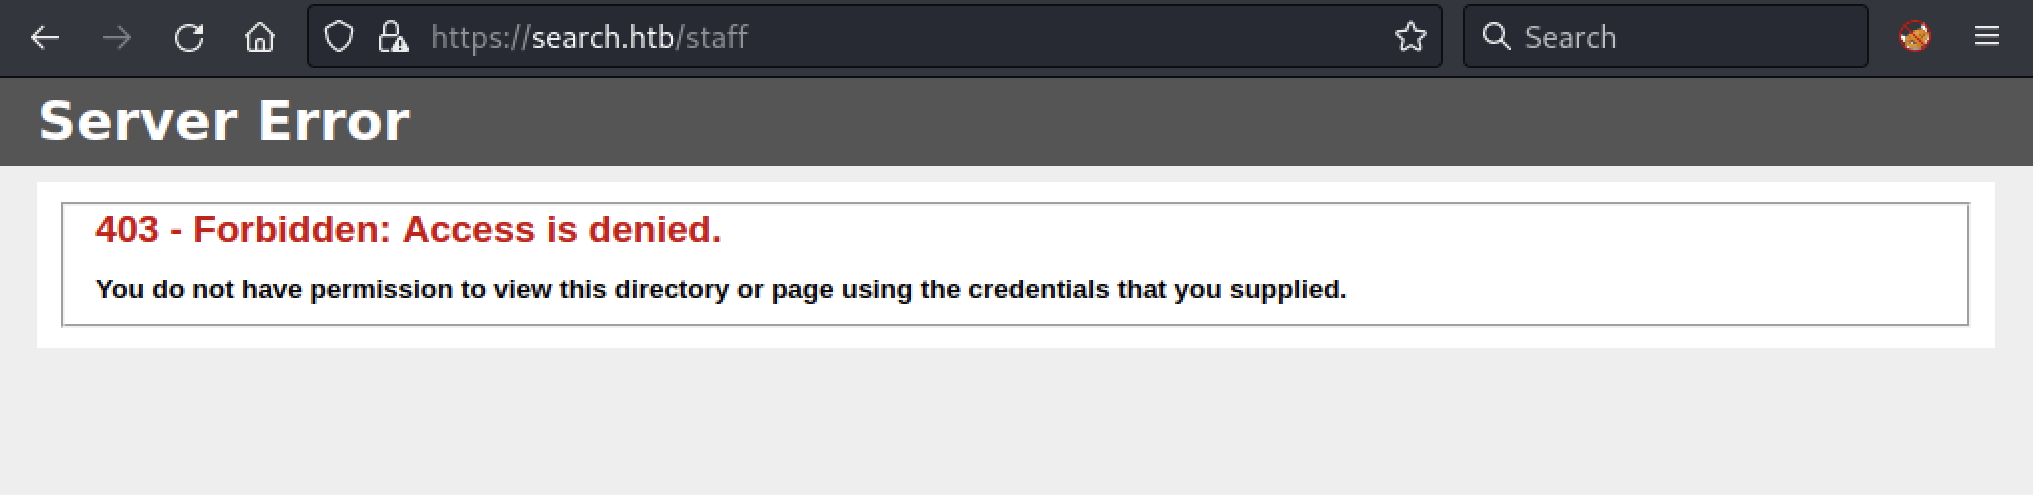 https://search.htb/staff
Search
Server Error
403 - Forbidden: Access is denied.
You do not have permission to view this directory or page using the credentials that you supplied.